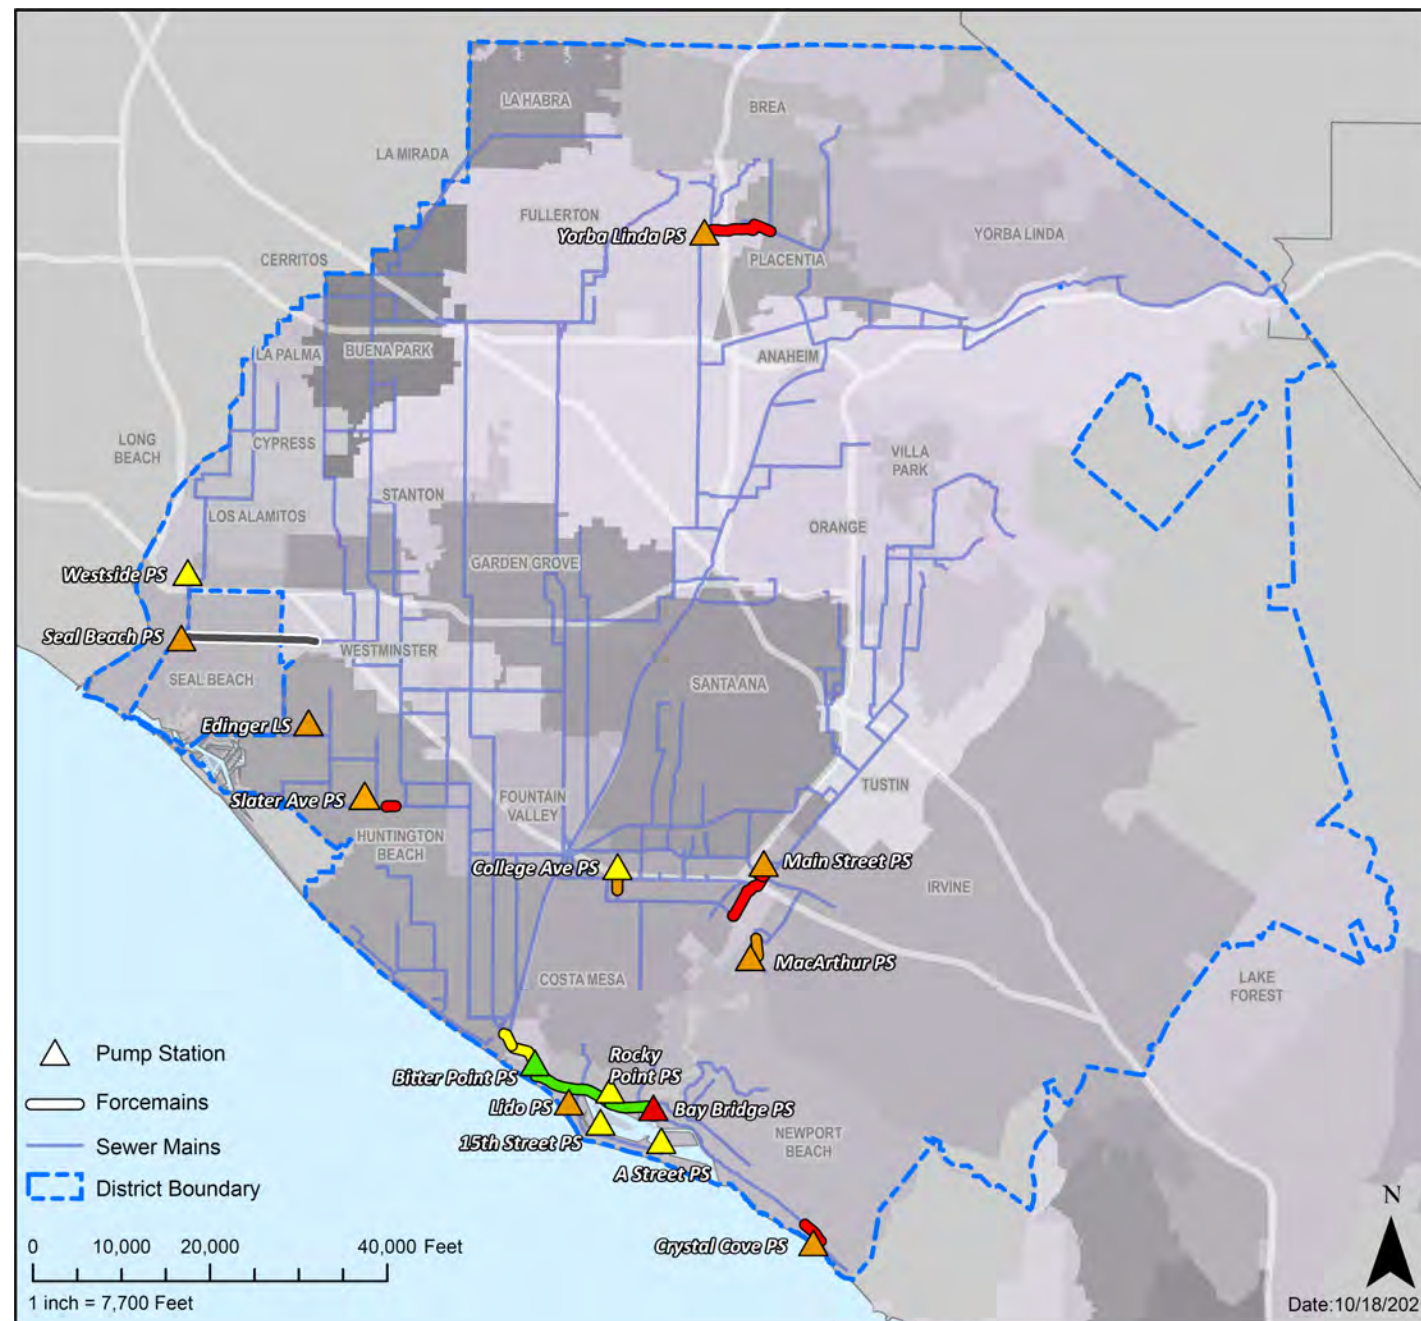 LA HABRA
BREA
LA MIRADA
FULLERTON
Yorba Linda PS
YORBA LINDA
CERRITOS
PLACENTIA
LA PALMA
BUENA PARK
ANAHEIM
LONG
BEACH
CYPRESS
VILLA
PARK
STANTON
LOS ALAMITOS
ORANGE
GARDEN GROVE
Westside PS
Seal Beach PS
WESTMINSTER
SEAL BEACH
SANTA ANA
Edinger LS
TUSTIN
Slater Ave PS
FOUNTAIN
VALLEY
HUNTINGTON
BEACH
College Ave PS
Main Street PS
IRVINE
MacArthur PS
COSTA MESA
LAKE
FOREST
Rocky
Point PS
Bitter Point PS
Lido PS
Bay Bridge PS
15th Street PS
NEWPORT
BEACH
A Street PS
Crystal Cove PS
Pump Station
Forcemains
Sewer Mains
District Boundary
0 10,000 20,000 40,000 Feet
1 inch = 7,700 Feet
N
Date:10/18/202